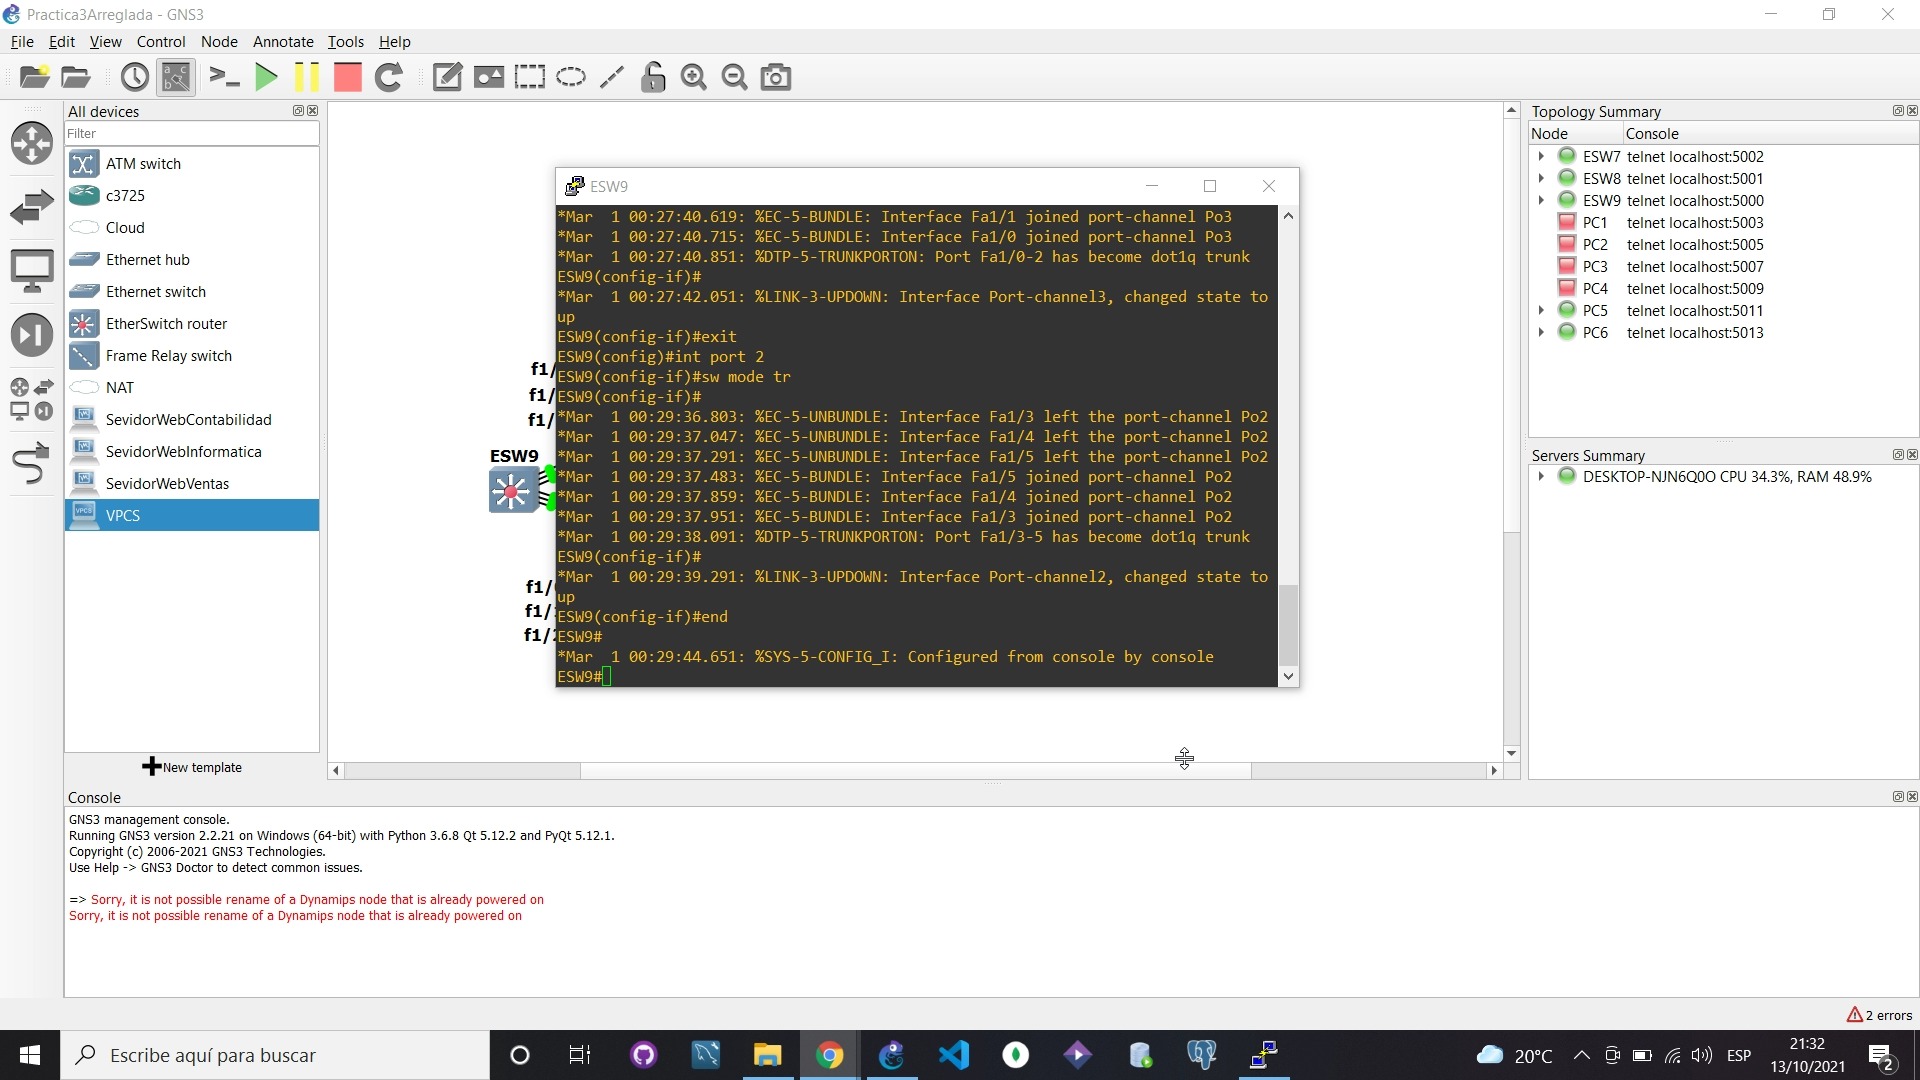 Practica3Arreglada - GNS3
File Edit View Control Node Annotate Tools Help
All devices
Filter
ATM switch
c3725
Cloud
Ethernet hub
Ethernet switch
EtherSwitch router
Frame Relay switch
NAT
SevidorWebContabilidad
SevidorWebInformatica
SevidorWebVentas
VPCS
New template
f1/
f1/
f1/
ESW9
f1/
f1/
f1/2
ESW9
*Mar  1 00:27:40.619: %EC-5-BUNDLE: Interface Fa1/1 joined port-channel Po3
*Mar  1 00:27:40.715: %EC-5-BUNDLE: Interface Fa1/0 joined port-channel Po3
*Mar  1 00:27:40.851: %DTP-5-TRUNKPORTON: Port Fa1/0-2 has become dot1q trunk
ESW9(config-if)#
*Mar  1 00:27:42.051: %LINK-3-UPDOWN: Interface Port-channel3, changed state to
up
ESW9(config-if)#exit
ESW9(config)#int port 2
ESW9(config-if)#sw mode tr
ESW9(config-if)#
*Mar  1 00:29:36.803: %EC-5-UNBUNDLE: Interface Fa1/3 left the port-channel Po2
*Mar  1 00:29:37.047: %EC-5-UNBUNDLE: Interface Fa1/4 left the port-channel Po2
*Mar  1 00:29:37.291: %EC-5-UNBUNDLE: Interface Fa1/5 left the port-channel Po2
*Mar  1 00:29:37.483: %EC-5-BUNDLE: Interface Fa1/5 joined port-channel Po2
*Mar  1 00:29:37.859: %EC-5-BUNDLE: Interface Fa1/4 joined port-channel Po2
*Mar  1 00:29:37.951: %EC-5-BUNDLE: Interface Fa1/3 joined port-channel Po2
*Mar  1 00:29:38.091: %DTP-5-TRUNKPORTON: Port Fa1/3-5 has become dot1q trunk
ESW9(config-if)#
*Mar  1 00:29:39.291: %LINK-3-UPDOWN: Interface Port-channel2, changed state to
up
ESW9(config-if)#end
ESW9#
*Mar  1 00:29:44.651: %SYS-5-CONFIG_I: Configured from console by console
ESW9#
Topology Summary
Node Console
ESW7 telnet localhost:5002
ESW8 telnet localhost:5001
ESW9 telnet localhost:5000
PC1 telnet localhost:5003
PC2 telnet localhost:5005
PC3 telnet localhost:5007
PC4 telnet localhost:5009
PC5 telnet localhost:5011
PC6 telnet localhost:5013
Servers Summary
DESKTOP-NJN6Q0O CPU 34.3%, RAM 48.9%
Console
GNS3 management console.
Running GNS3 version 2.2.21 on Windows (64-bit) with Python 3.6.8 Qt 5.12.2 and PyQt 5.12.1.
Copyright (c) 2006-2021 GNS3 Technologies.
Use Help -> GNS3 Doctor to detect common issues.
=> Sorry, it is not possible rename of a Dynamips node that is already powered on
Sorry, it is not possible rename of a Dynamips node that is already powered on
2 errors
Escribe aquí para buscar
20°C
ESP
21:32
13/10/2021
2